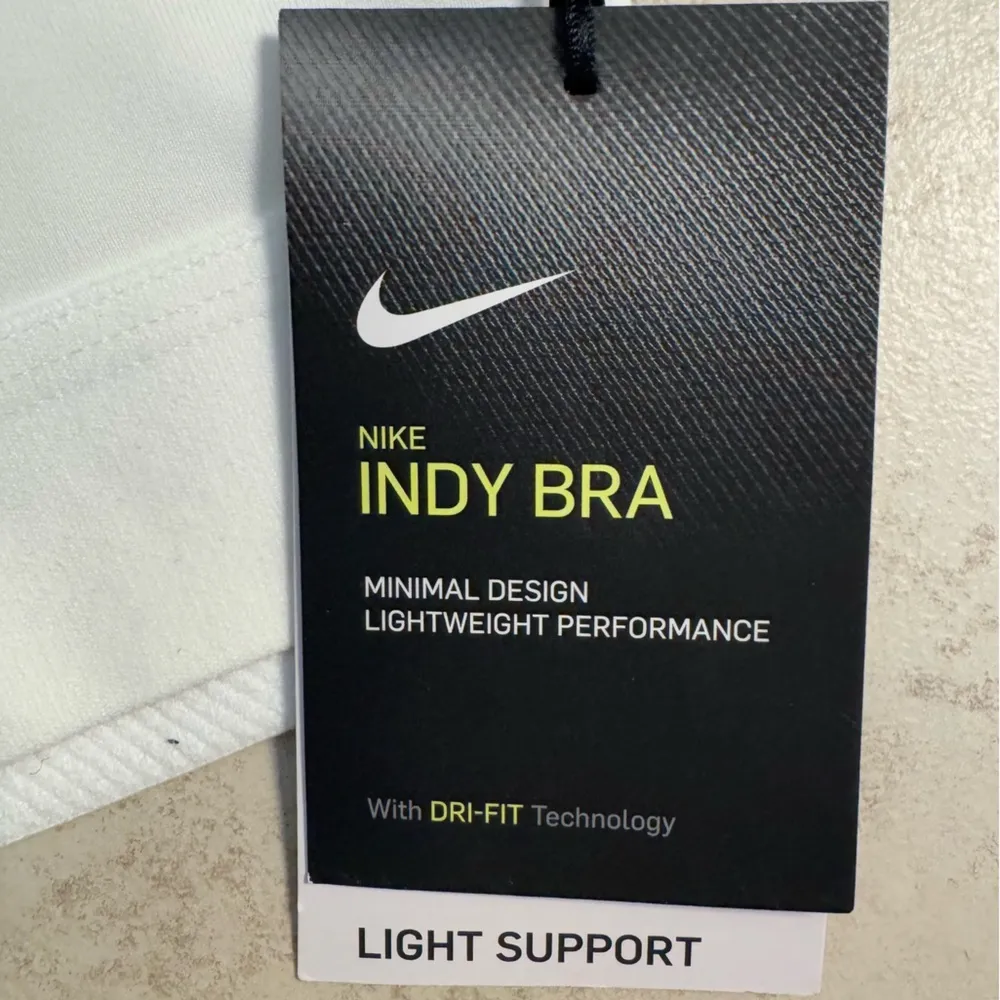 NIKE
INDY BRA
MINIMAL DESIGN
LIGHTWEIGHT PERFORMANCE
With DRI-FIT Technology
LIGHT SUPPORT